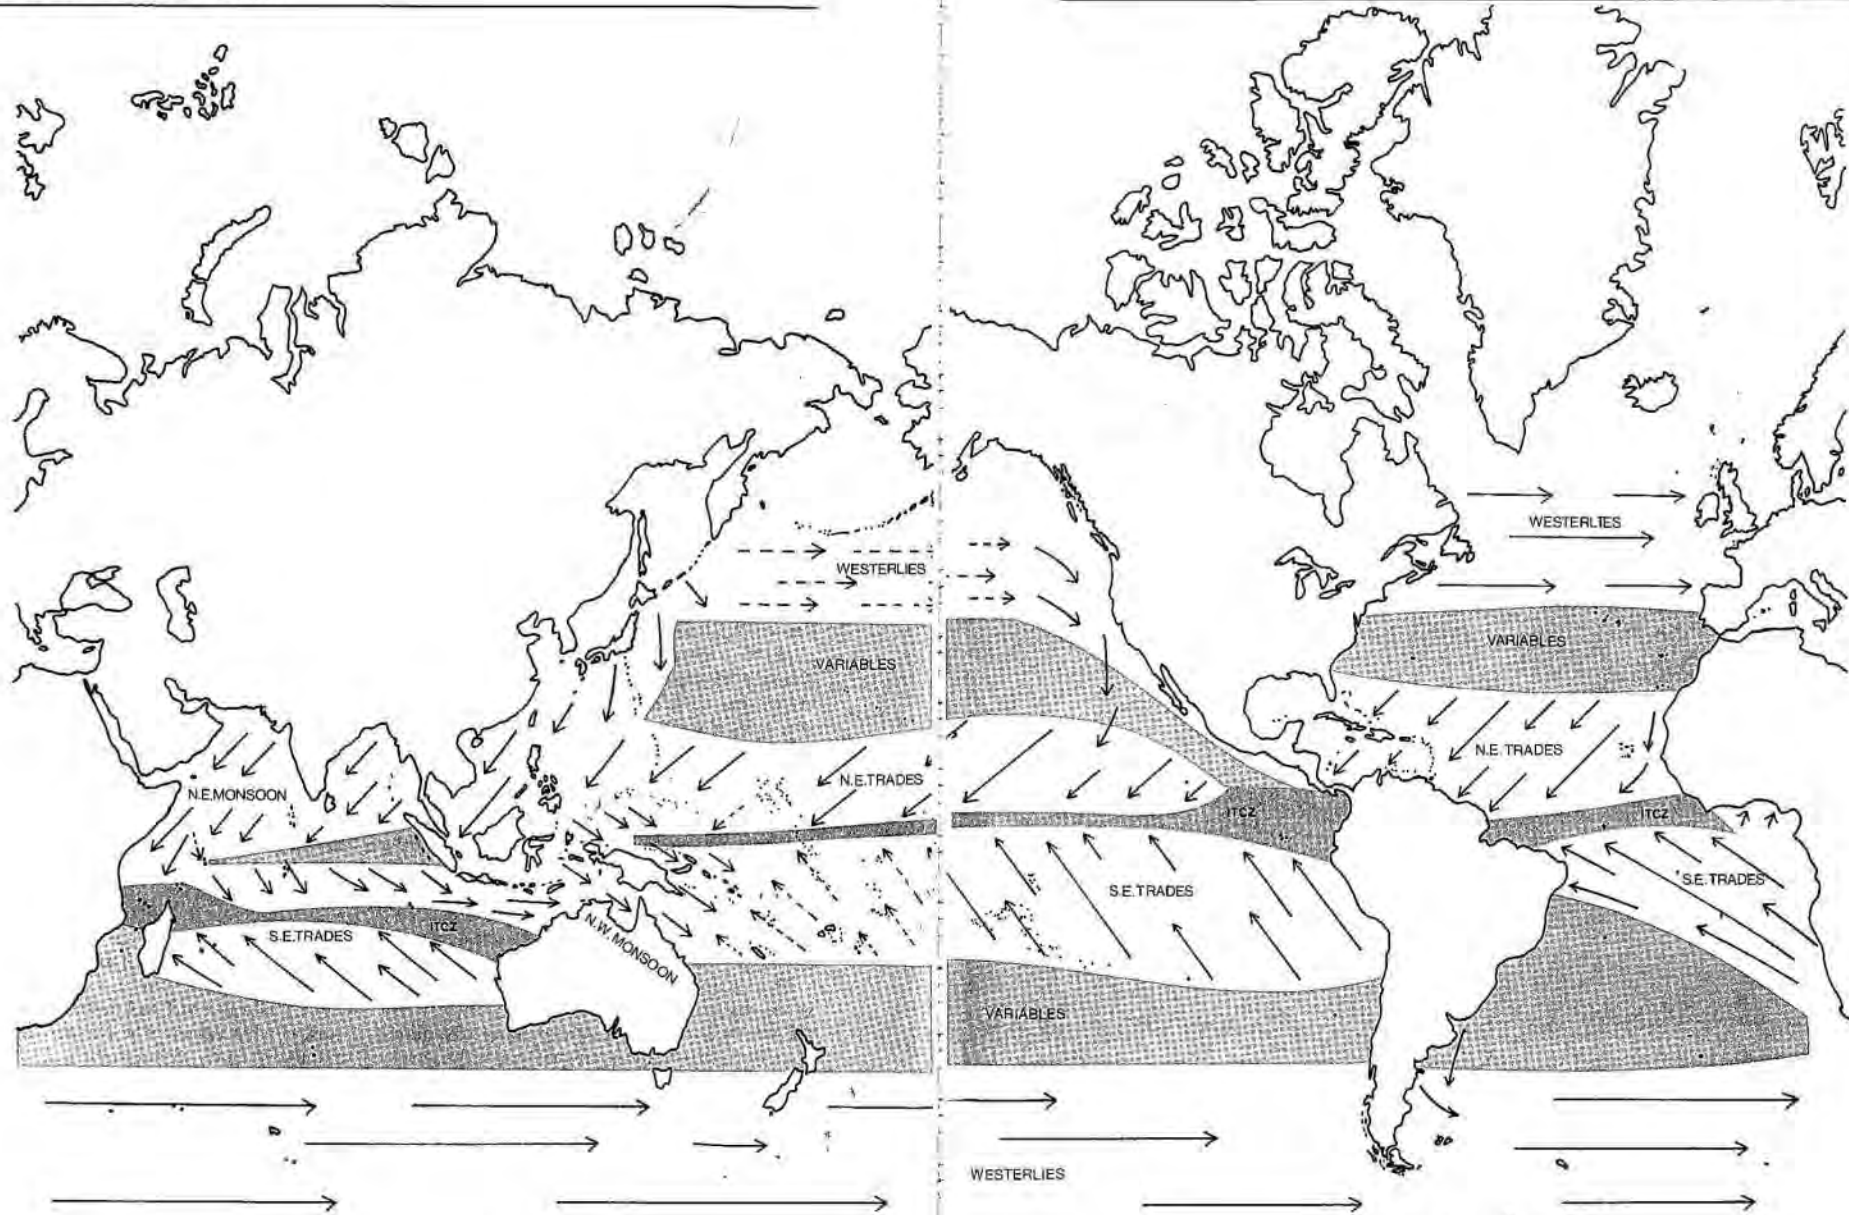 WESTERLIES
WESTERLIES
VARIABLES
VARIABLES
N.E. TRADES
N.E. TRADES
N.E. MONSOON
ITCZ
ITCZ
S.E. TRADES
S.E. TRADES
ITCZ
S.E. TRADES
N.W. MONSOON
VARIABLES
WESTERLIES